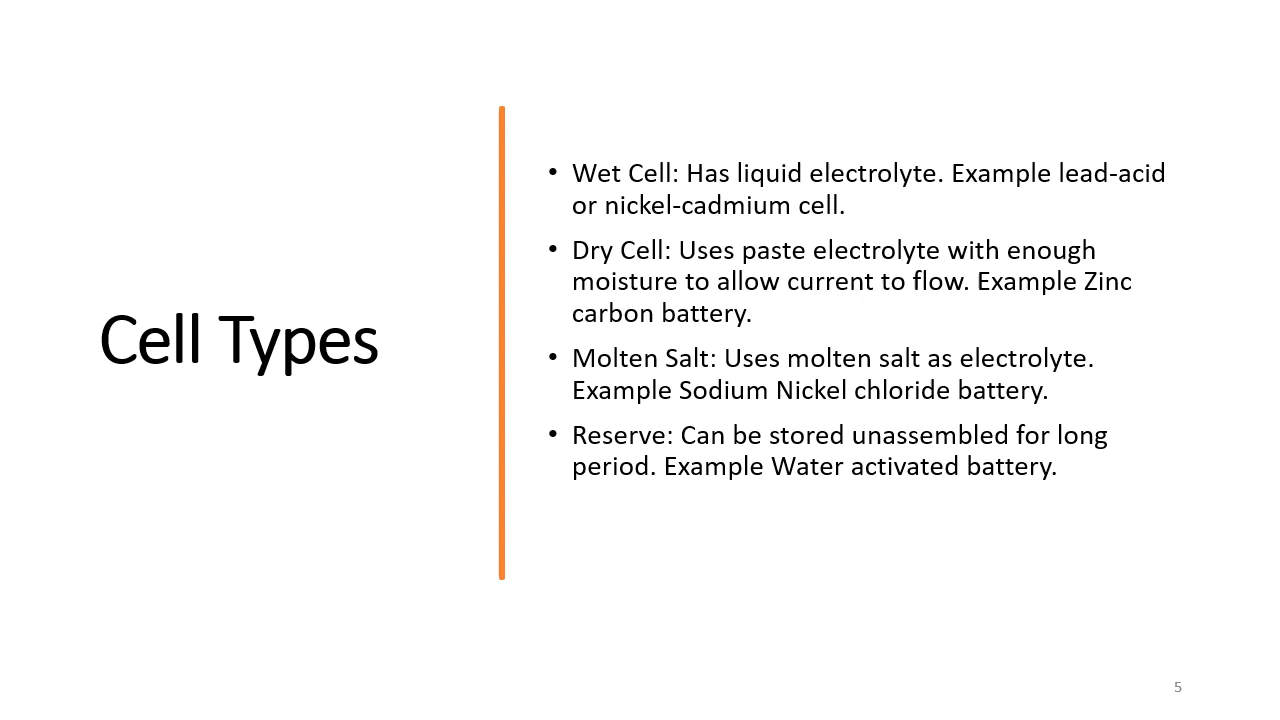 Cell Types
• Wet Cell: Has liquid electrolyte. Example lead-acid
or nickel-cadmium cell.
• Dry Cell: Uses paste electrolyte with enough
moisture to allow current to flow. Example Zinc
carbon battery.
• Molten Salt: Uses molten salt as electrolyte.
Example Sodium Nickel chloride battery.
• Reserve: Can be stored unassembled for long
period. Example Water activated battery.
5